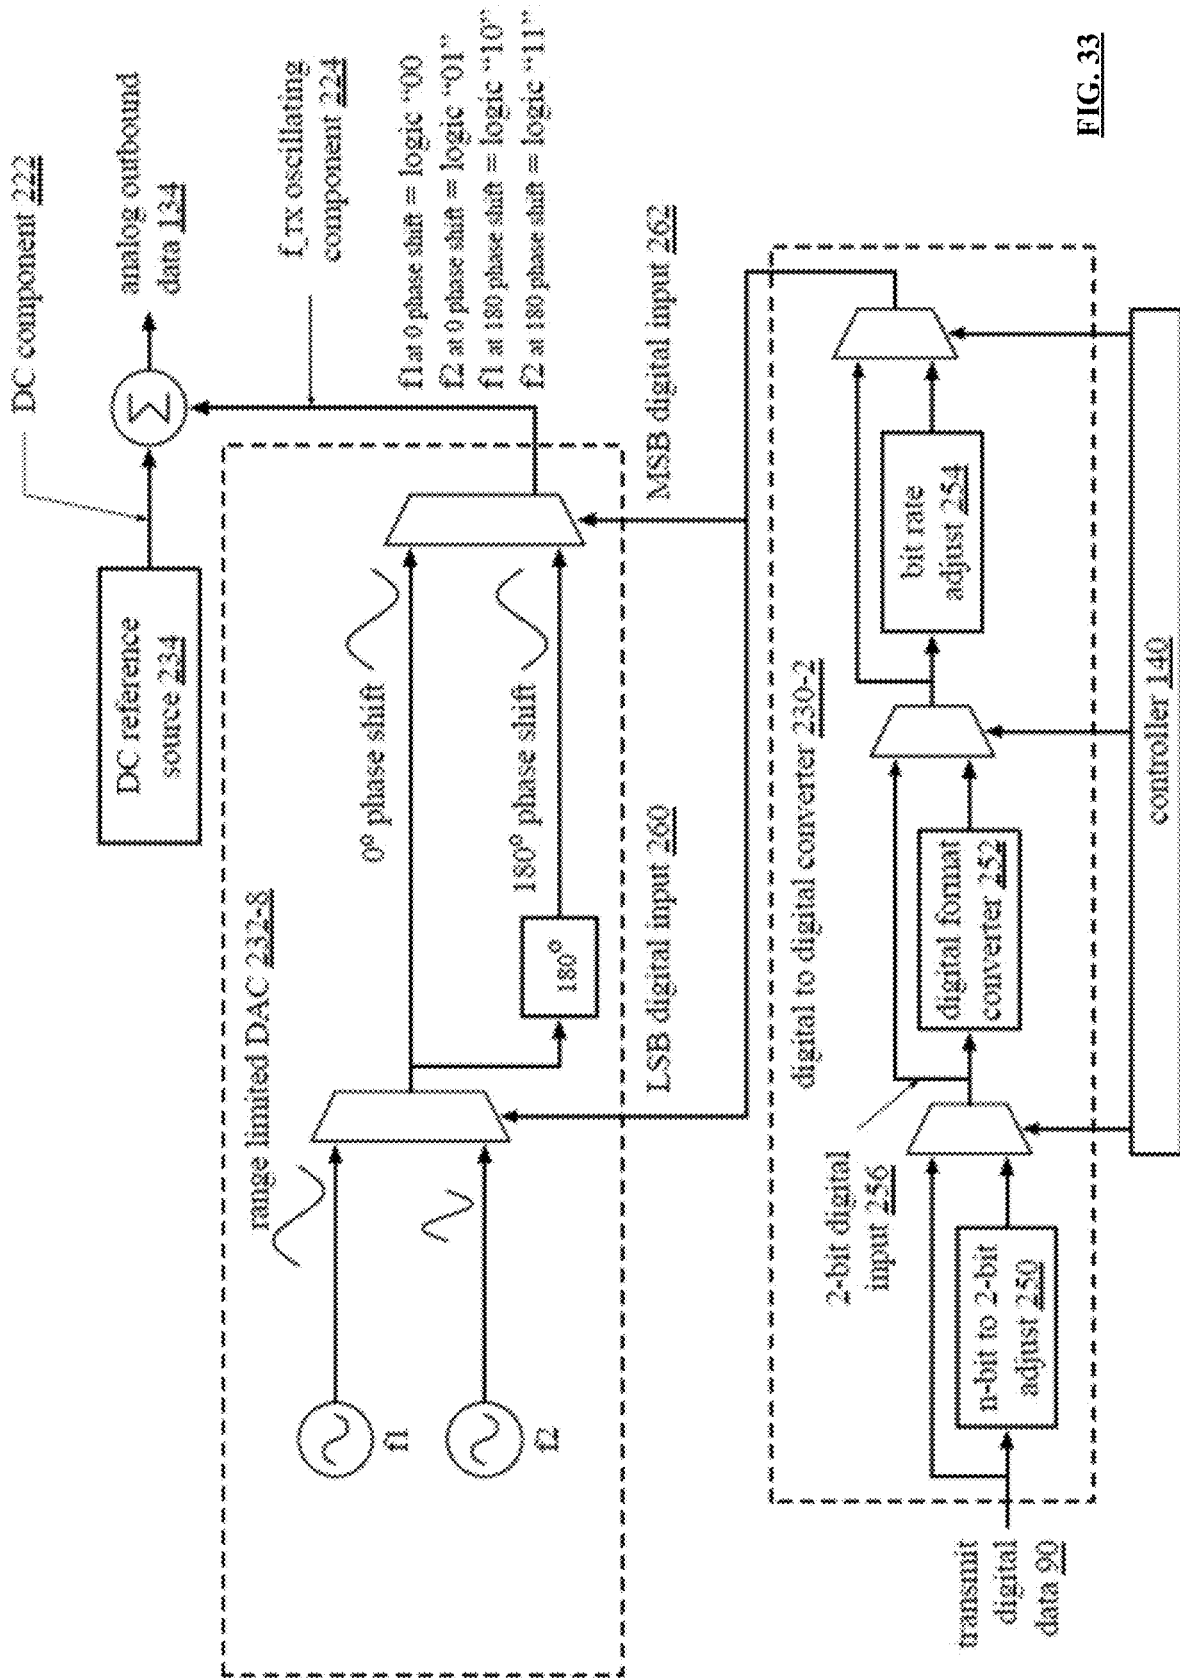 DC component 222
DC reference
source 234
analog outbound
data 134
Σ
f_rx oscillating
component 224
f1 at 0 phase shift = logic “00
f2 at 0 phase shift = logic “01”
f1 at 180 phase shift = logic “10”
f2 at 180 phase shift = logic “11”
range limited DAC 232-8
f1
f2
0° phase shift
180° phase shift
180°
LSB digital input 260
MSB digital input 262
digital to digital converter 230-2
transmit
digital
data 90
n-bit to 2-bit
adjust 250
2-bit digital
input 256
digital format
converter 252
bit rate
adjust 254
controller 140
FIG. 33